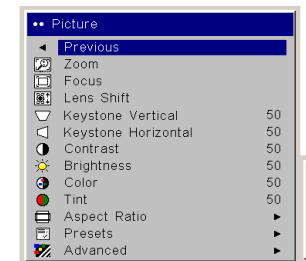 Picture
Previous
Zoom
Focus
Lens Shift
Keystone Vertical 50
Keystone Horizontal 50
Contrast 50
Brightness 50
Color 50
Tint 50
Aspect Ratio
Presets
Advanced